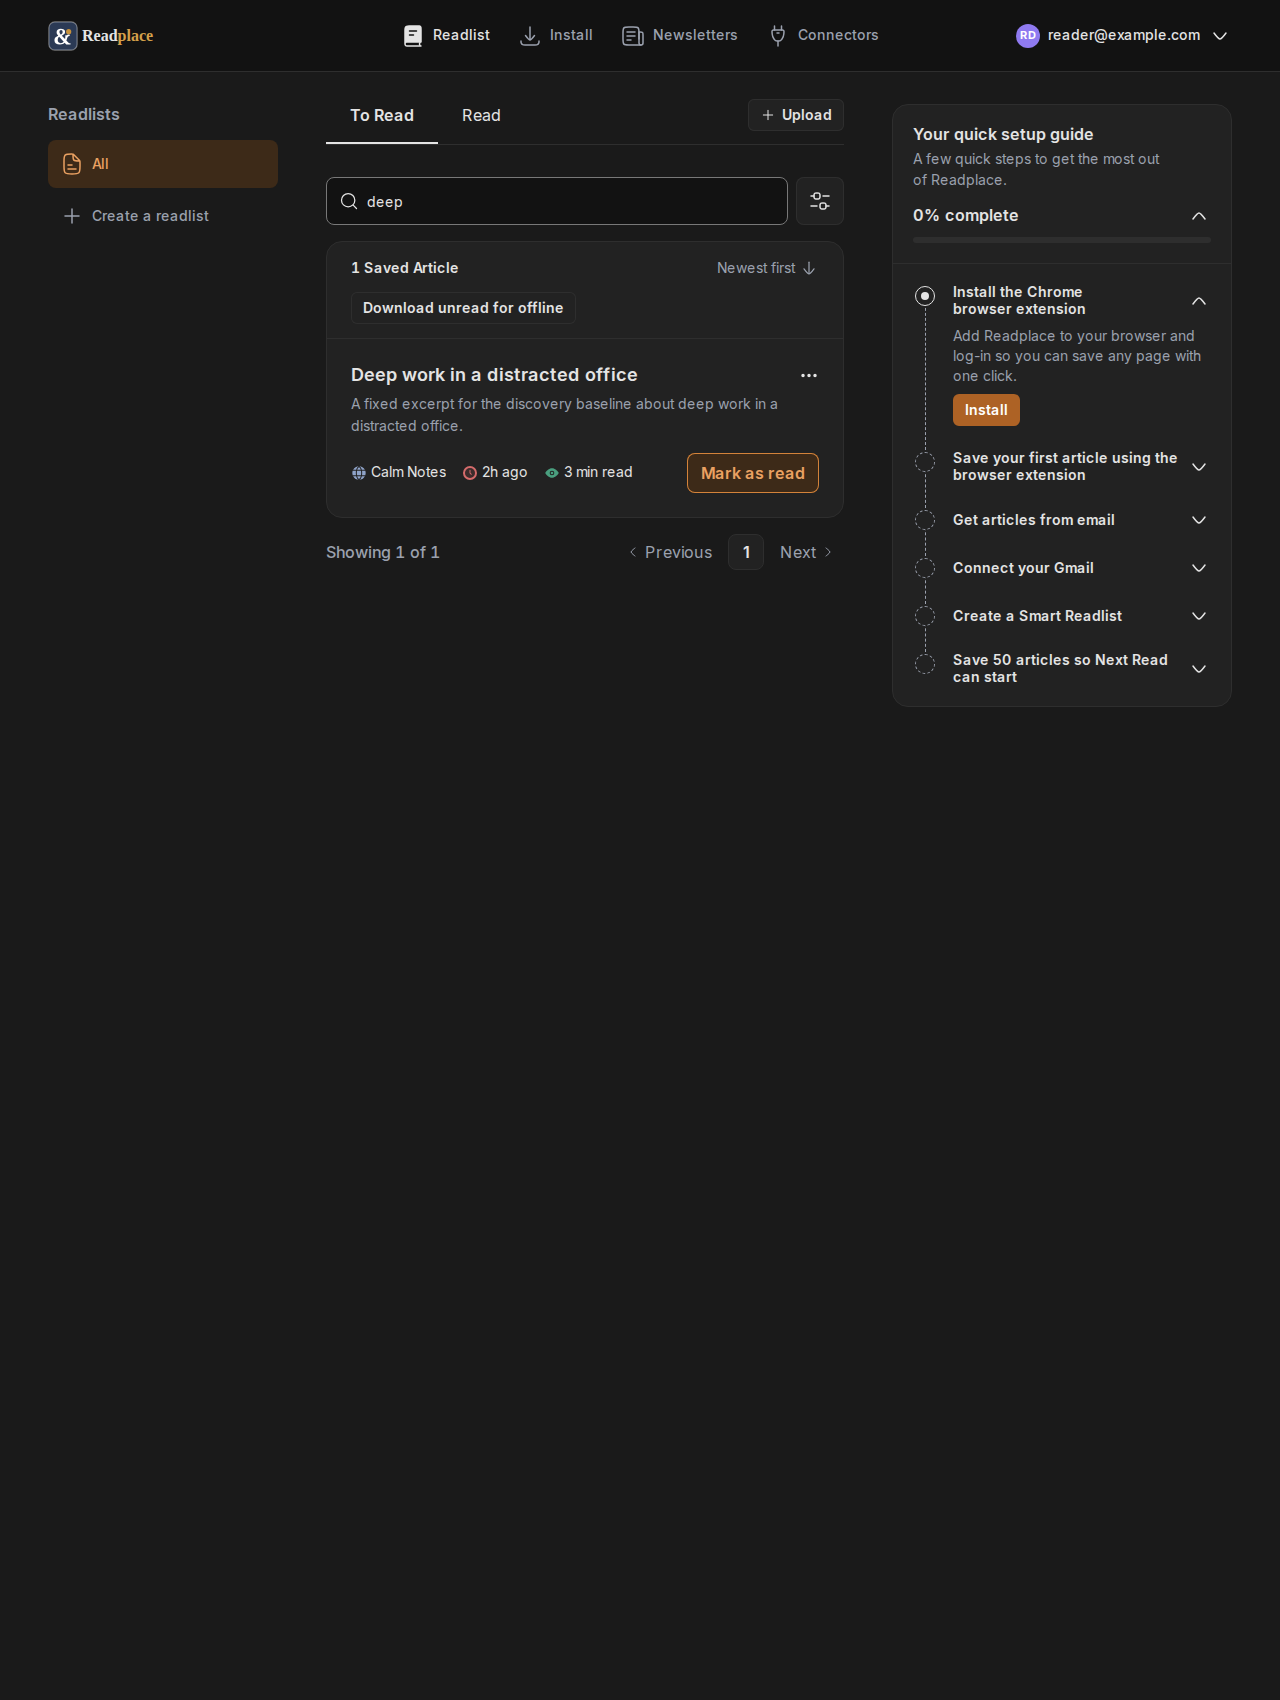 & Readplace
Readlist
Install
Newsletters
Connectors
RD
reader@example.com
Readlists
All
Create a readlist
To Read
Read
Upload
deep
1 Saved Article
Newest first
Download unread for offline
Deep work in a distracted office
A fixed excerpt for the discovery baseline about deep work in a
distracted office.
Calm Notes
2h ago
3 min read
Mark as read
Showing 1 of 1
Previous
1
Next
Your quick setup guide
A few quick steps to get the most out
of Readplace.
0% complete
Install the Chrome
browser extension
Add Readplace to your browser and
log-in so you can save any page with
one click.
Install
Save your first article using the
browser extension
Get articles from email
Connect your Gmail
Create a Smart Readlist
Save 50 articles so Next Read
can start